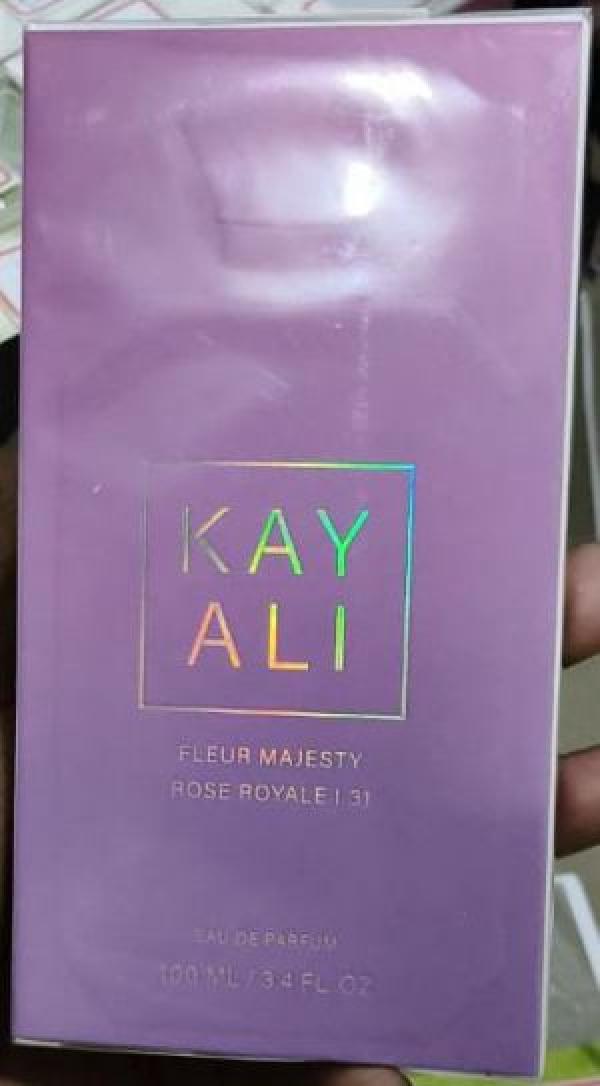 KAY
ALI
FLEUR MAJESTY
ROSE ROYALE | 31
EAU DE PARFUM
100 ML / 3.4 FL. OZ